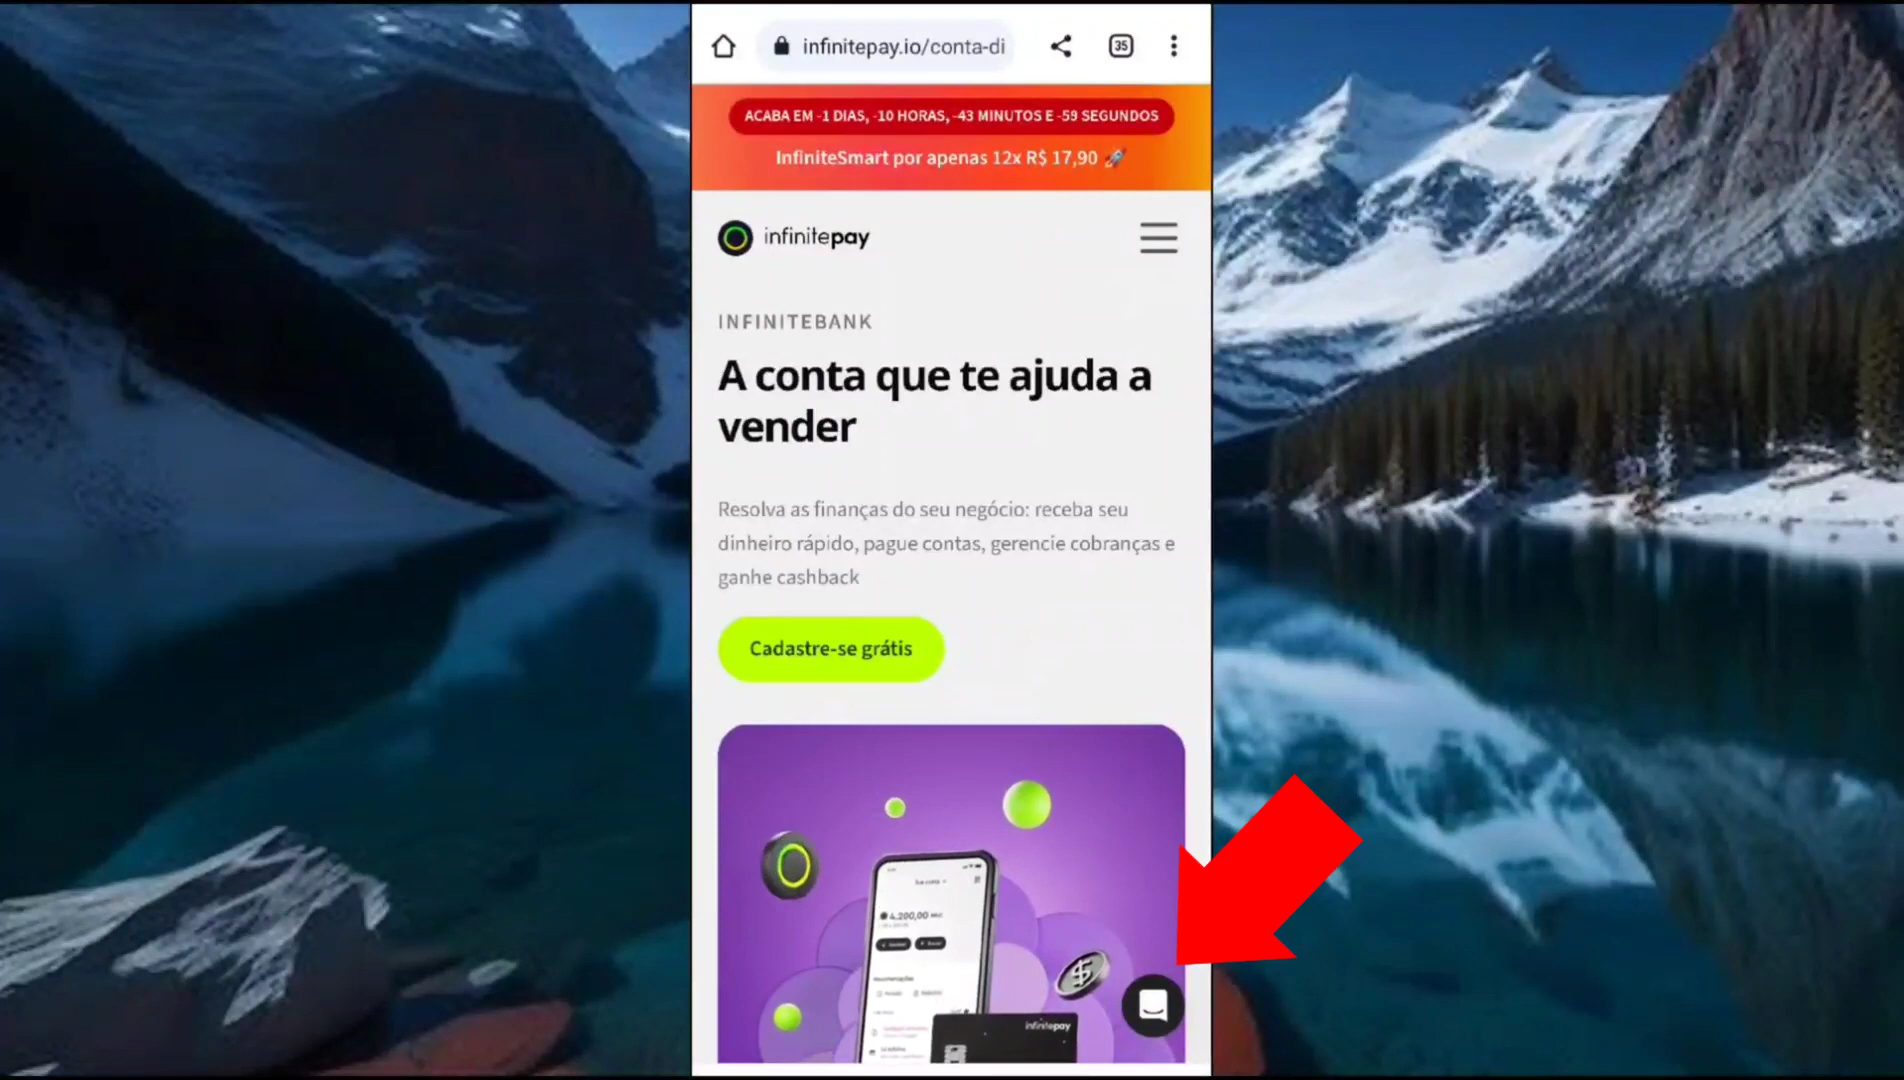 infinitepay.io/conta-di
35
ACABA EM -1 DIAS, -10 HORAS, -43 MINUTOS E -59 SEGUNDOS
InfiniteSmart por apenas 12x R$ 17,90 🚀
infinitepay
INFINITEBANK
A conta que te ajuda a
vender
Resolva as finanças do seu negócio: receba seu
dinheiro rápido, pague contas, gerencie cobranças e
ganhe cashback
Cadastre-se grátis
4.200,00
$
infinitepay